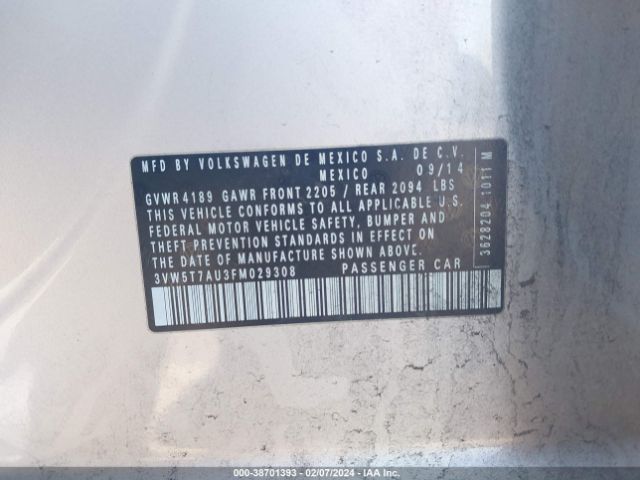 MFD BY VOLKSWAGEN DE MEXICO S.A. DE C.V.
MEXICO 09/14
GVWR 4189 GAWR FRONT 2205 / REAR 2094 LBS
THIS VEHICLE CONFORMS TO ALL APPLICABLE U.S.
FEDERAL MOTOR VEHICLE SAFETY, BUMPER AND
THEFT PREVENTION STANDARDS IN EFFECT ON
THE DATE OF MANUFACTURE SHOWN ABOVE.
3VW5T7AU3FM029308 PASSENGER CAR
3628204 1011 M
000-38701393 - 02/07/2024 - IAA Inc.